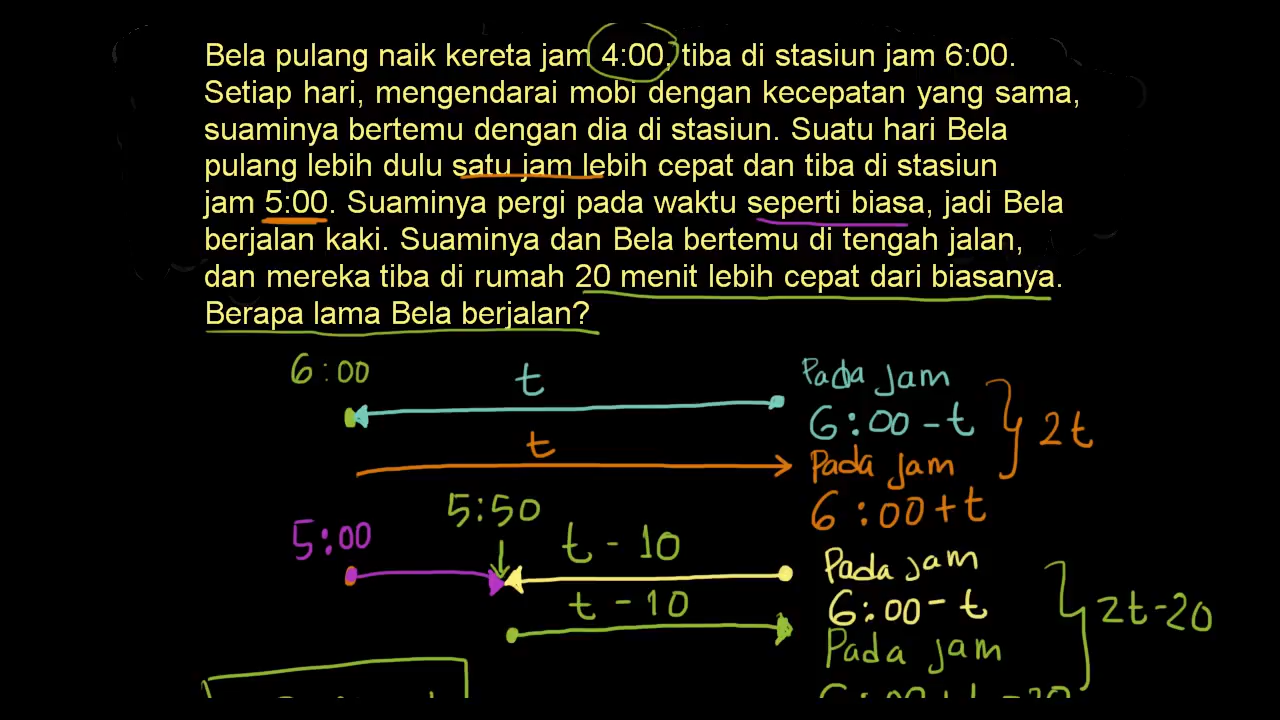 Bela pulang naik kereta jam 4:00, tiba di stasiun jam 6:00.
Setiap hari, mengendarai mobi dengan kecepatan yang sama,
suaminya bertemu dengan dia di stasiun. Suatu hari Bela
pulang lebih dulu satu jam lebih cepat dan tiba di stasiun
jam 5:00. Suaminya pergi pada waktu seperti biasa, jadi Bela
berjalan kaki. Suaminya dan Bela bertemu di tengah jalan,
dan mereka tiba di rumah 20 menit lebih cepat dari biasanya.
Berapa lama Bela berjalan?
6:00
t
Pada jam
6:00 - t
2t
t
Pada jam
6:00 + t
5:00
5:50
t - 10
Pada jam
6:00 - t
2t-20
t - 10
Pada jam